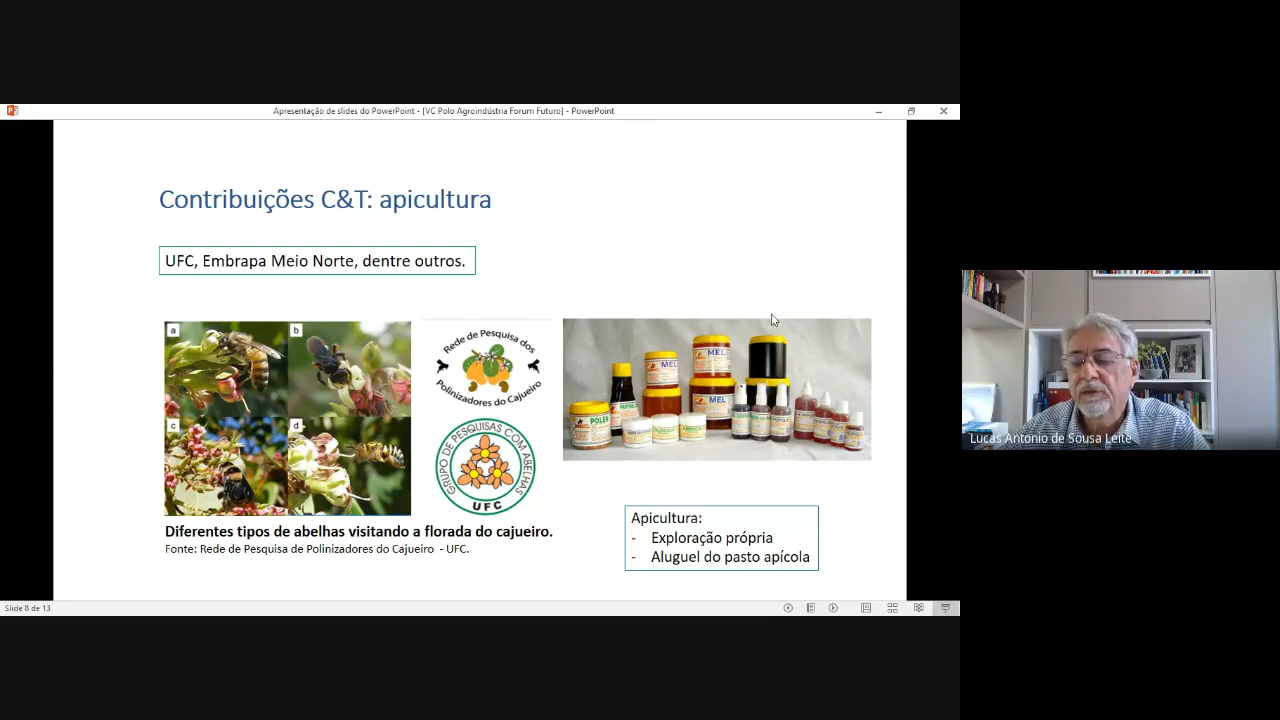 Apresentação de slides do PowerPoint - [VC Polo Agroindústria Forum Futuro] - PowerPoint
Contribuições C&T: apicultura
UFC, Embrapa Meio Norte, dentre outros.
a
b
c
d
Rede de Pesquisa dos
Polinizadores do Cajueiro
GRUPO DE PESQUISAS COM ABELHAS
UFC
POLEN
MEL
MEL
MEL
Diferentes tipos de abelhas visitando a florada do cajueiro.
Fonte: Rede de Pesquisa de Polinizadores do Cajueiro - UFC.
Apicultura:
- Exploração própria
- Aluguel do pasto apícola
Lucas Antonio de Sousa Leite
Slide 8 de 13